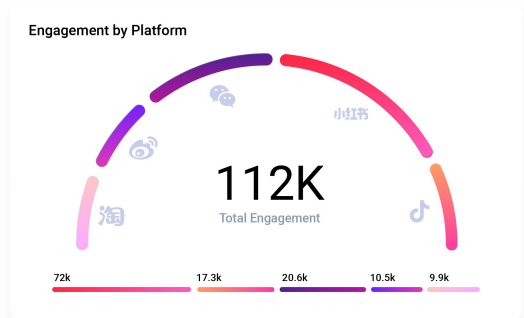 Engagement by Platform
小红书
淘
112K
Total Engagement
72k
17.3k
20.6k
10.5k
9.9k